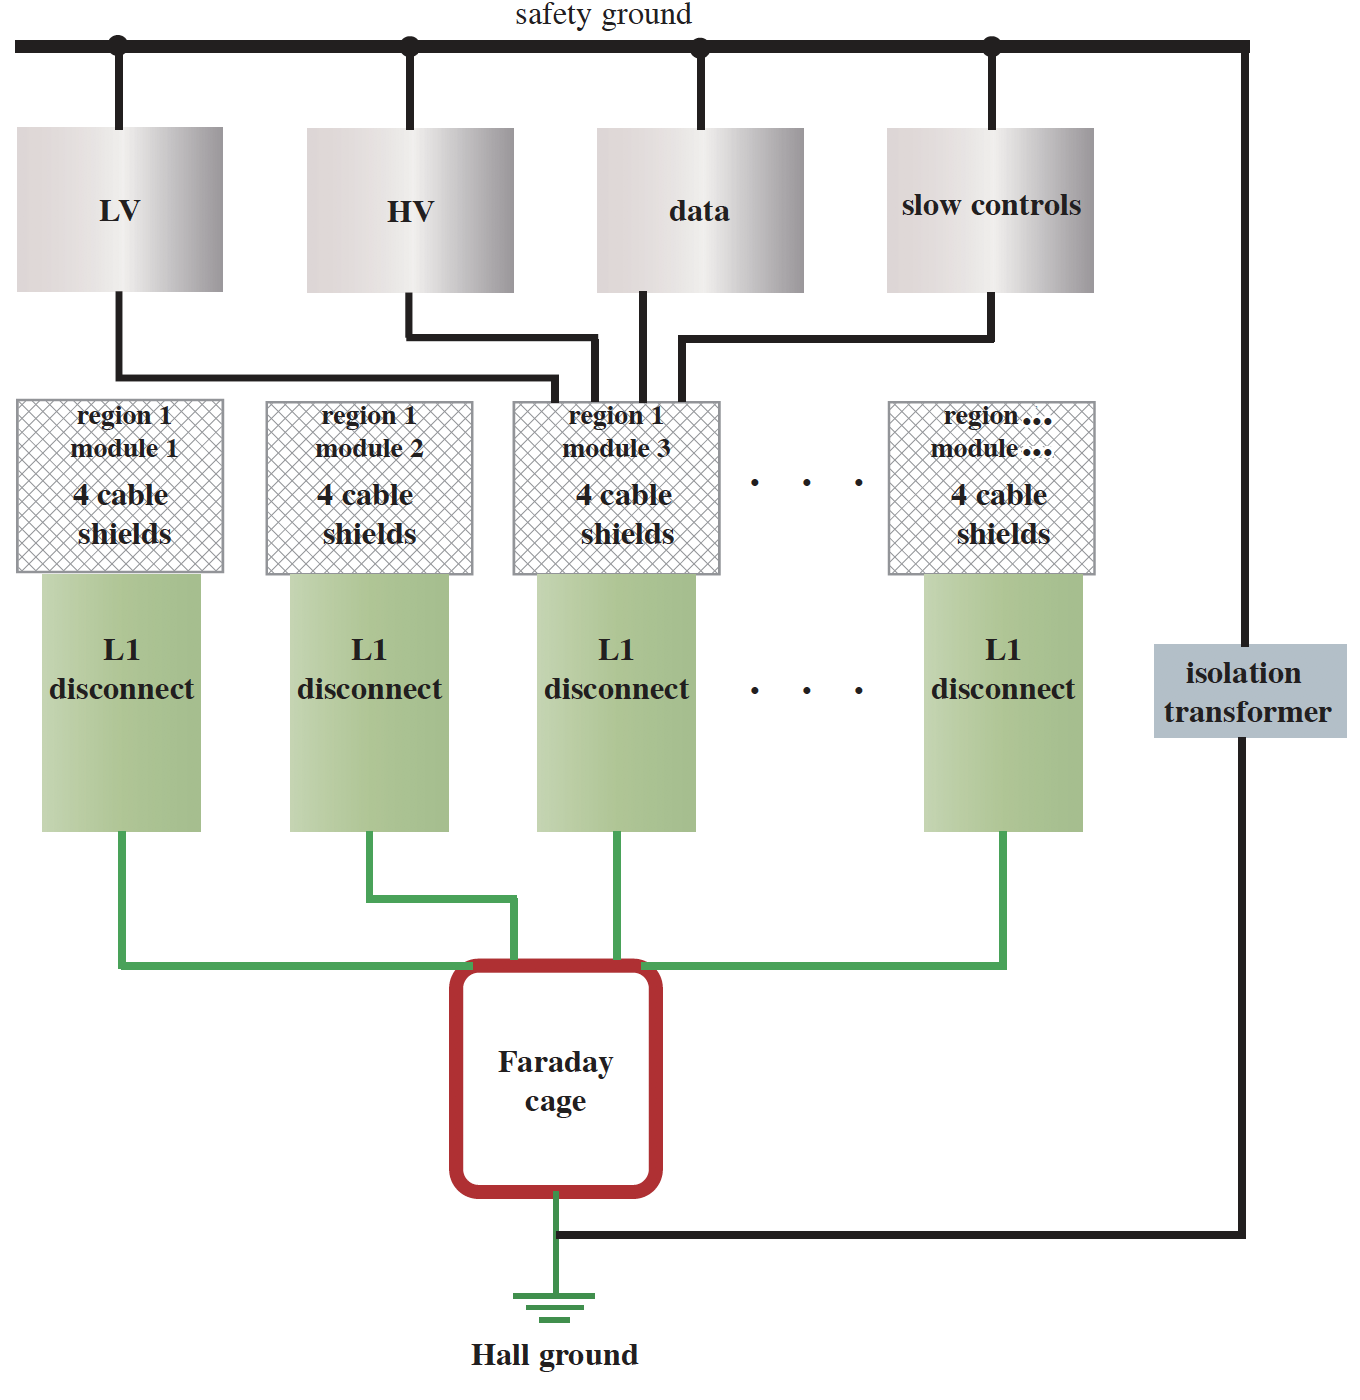 safety ground
LV
HV
data
slow controls
region 1
module 1
4 cable
shields
region 1
module 2
4 cable
shields
region 1
module 3
4 cable
shields
. . .
region...
module...
4 cable
shields
L1
disconnect
L1
disconnect
L1
disconnect
. . .
L1
disconnect
isolation
transformer
Faraday
cage
Hall ground